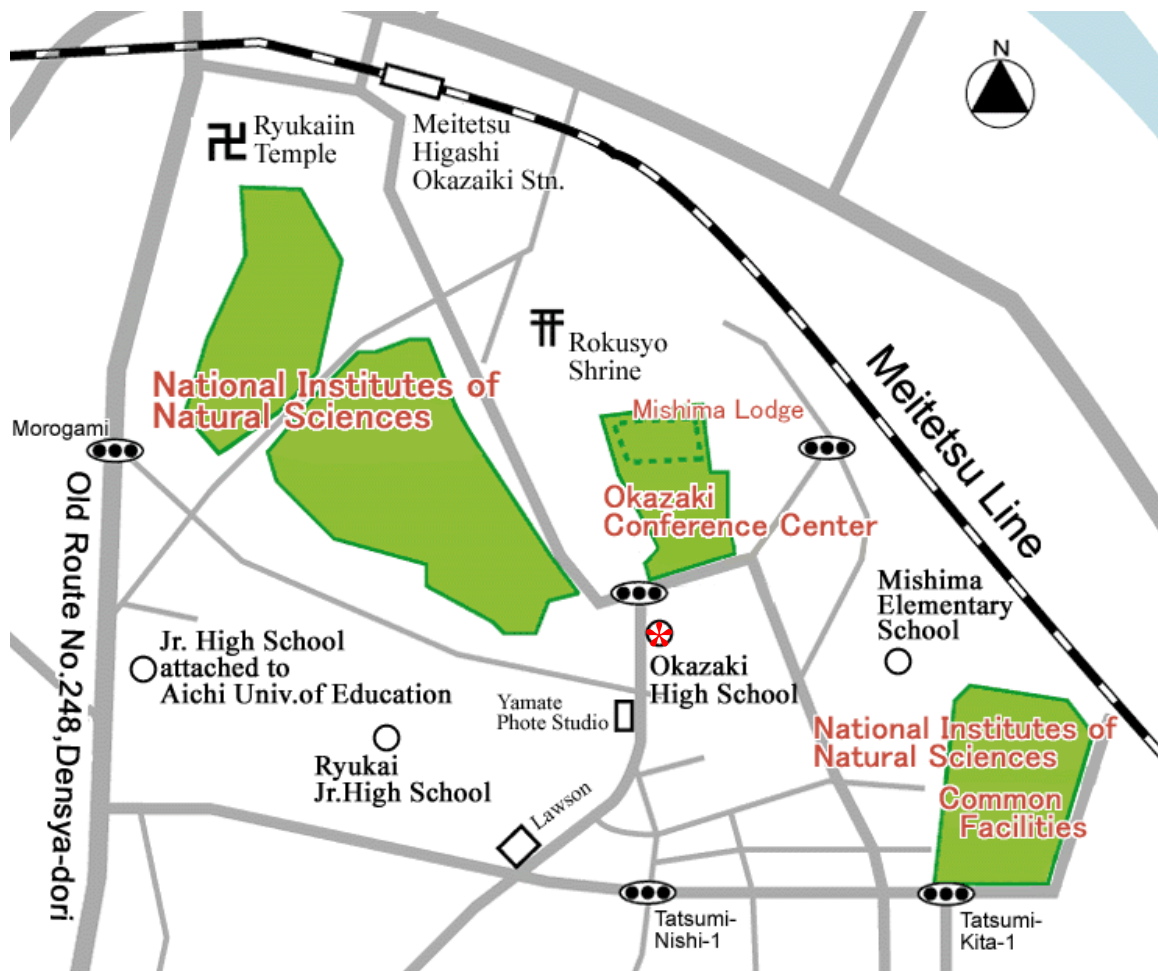 N
Ryukaiin
Temple
Meitetsu
Higashi
Okazaiki Stn.
Rokusyo
Shrine
Meitetsu Line
National Institutes of
Natural Sciences
Mishima Lodge
Morogami
Okazaki
Conference Center
Old Route No.248,Densya-dori
Mishima
Elementary
School
Jr. High School
attached to
Aichi Univ.of Education
Okazaki
High School
Yamate
Phote Studio
National Institutes of
Natural Sciences
Ryukai
Jr.High School
Lawson
Common
Facilities
Tatsumi-
Nishi-1
Tatsumi-
Kita-1